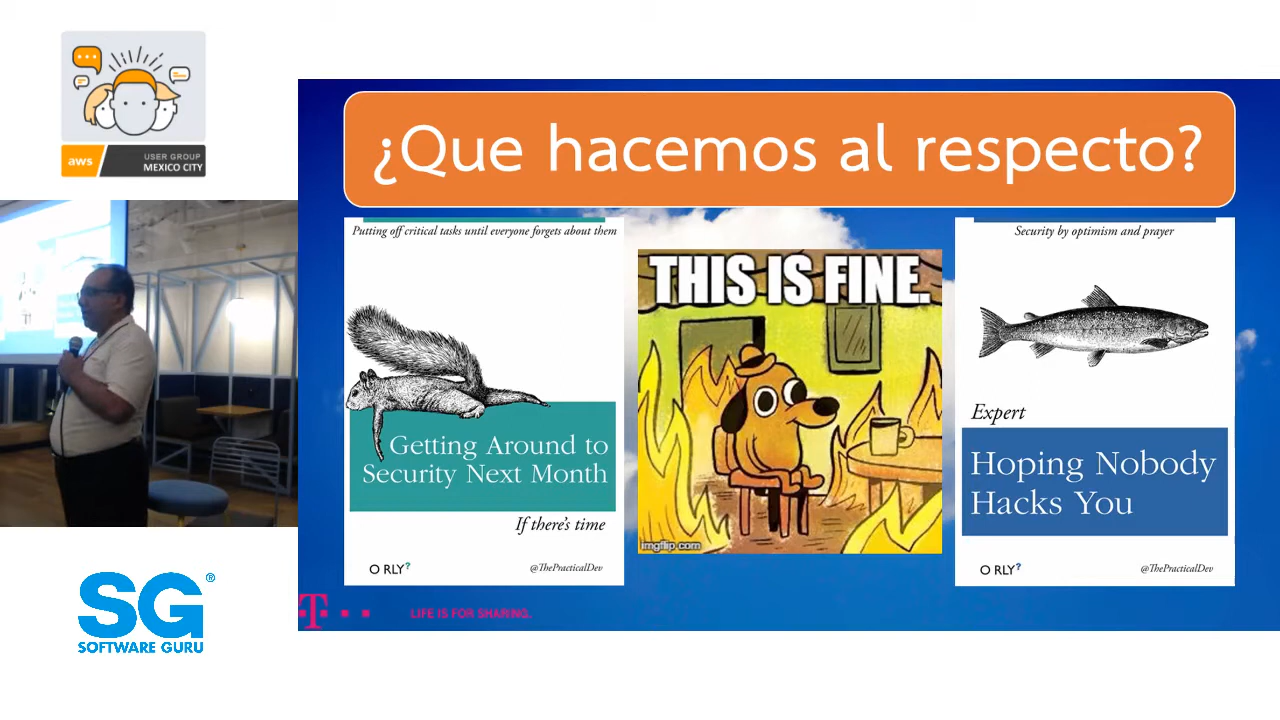 aws
USER GROUP
MEXICO CITY
¿Que hacemos al respecto?
Putting off critical tasks until everyone forgets about them
Getting Around to
Security Next Month
If there's time
O RLY?
@ThePracticalDev
THIS IS FINE.
imgflip.com
Security by optimism and prayer
Expert
Hoping Nobody
Hacks You
O RLY?
@ThePracticalDev
T
LIFE IS FOR SHARING.
SG®
SOFTWARE GURU